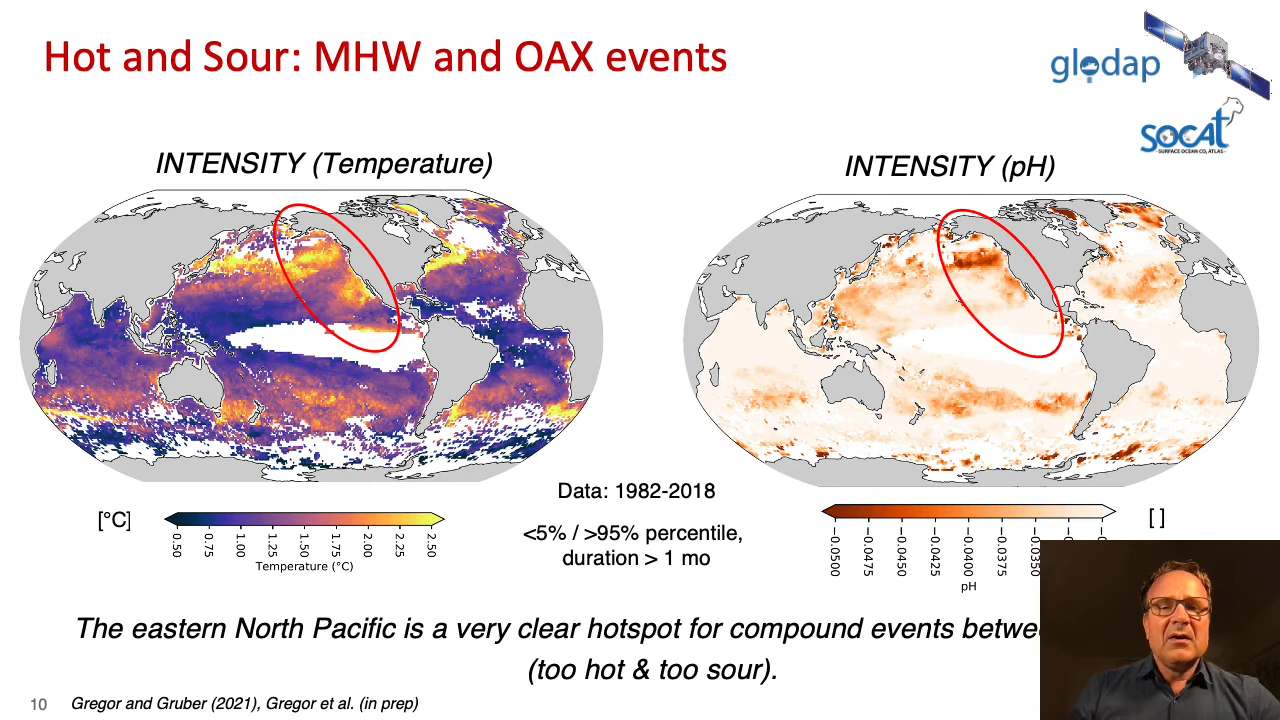 Hot and Sour: MHW and OAX events
glodap
SOCAT
-SURFACE OCEAN CO₂ ATLAS-
INTENSITY (Temperature)
INTENSITY (pH)
Data: 1982-2018
<5% / >95% percentile,
duration > 1 mo
[°C]
0.50 0.75 1.00 1.25 1.50 1.75 2.00 2.25 2.50
Temperature (°C)
[ ]
−0.0500 −0.0475 −0.0450 −0.0425 −0.0400 −0.0375
pH
The eastern North Pacific is a very clear hotspot for compound events
(too hot & too sour).
10 Gregor and Gruber (2021), Gregor et al. (in prep)